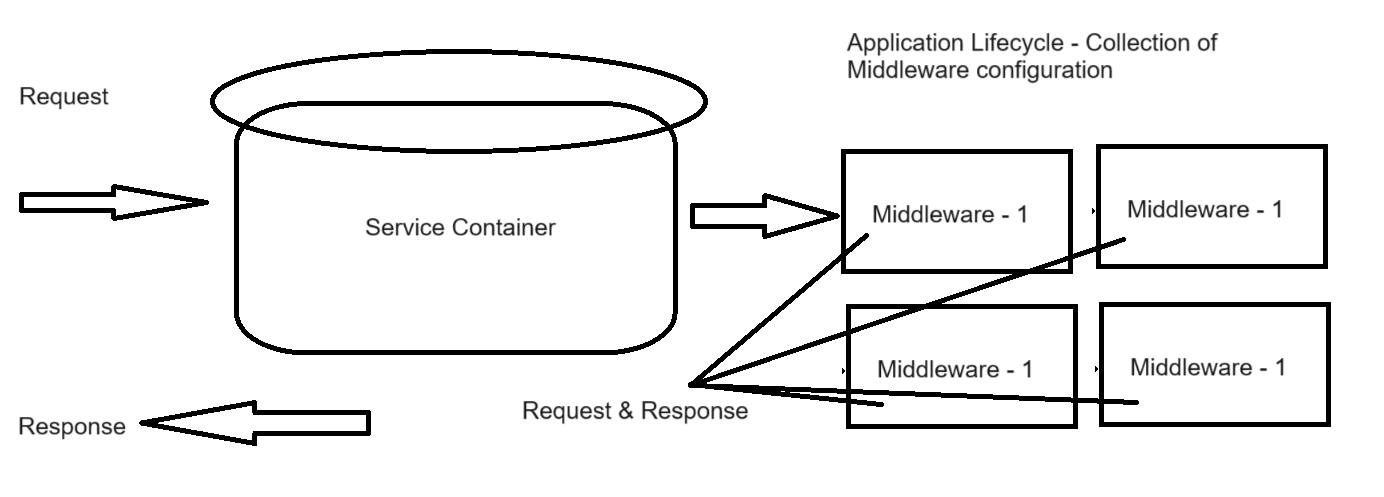 Application Lifecycle - Collection of
Middleware configuration
Request
Service Container
Middleware - 1
Middleware - 1
Middleware - 1
Middleware - 1
Request & Response
Response